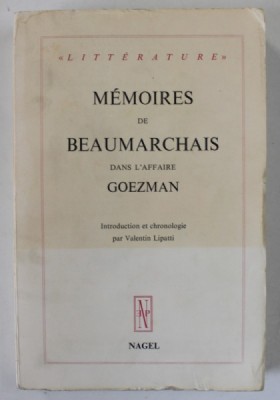 «LITTÉRATURE»
MÉMOIRES
DE
BEAUMARCHAIS
DANS L'AFFAIRE
GOEZMAN
Introduction et chronologie
par Valentin Lipatti
NAGEL